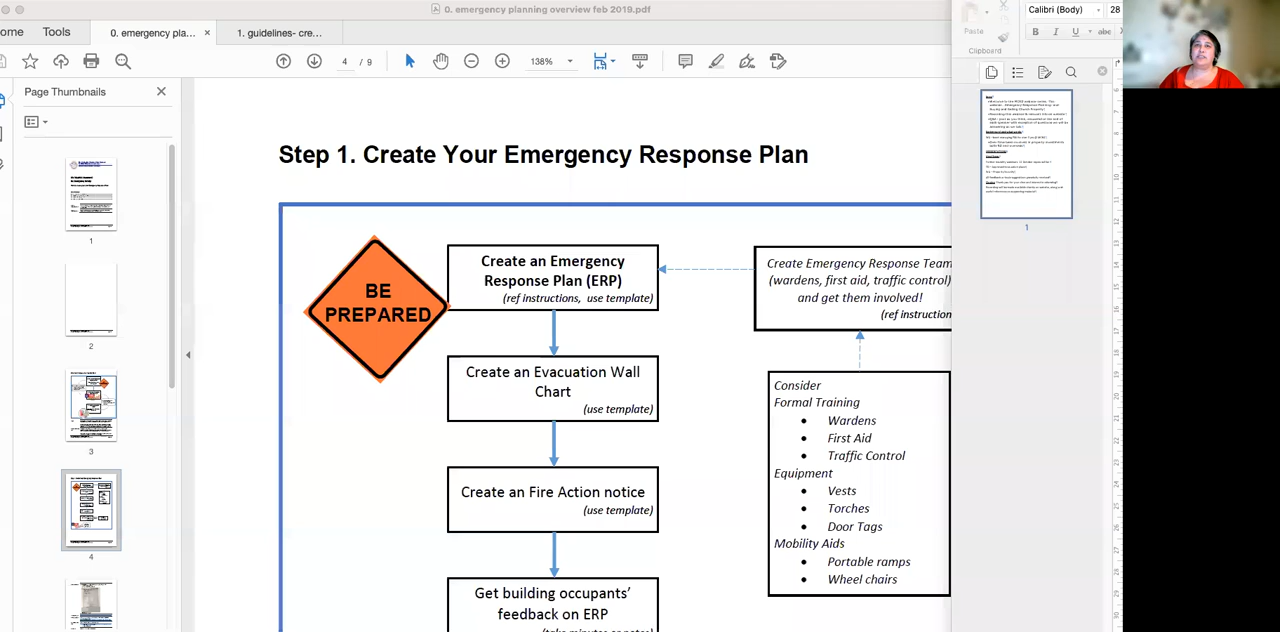 0. emergency planning overview feb 2019.pdf
ome
Tools
0. emergency pla...
×
1. guidelines- cre...
4 / 9
138%
Page Thumbnails
1
2
3
4
Step 1. Create Your Emergency Response Plan
BE
PREPARED
Create an Emergency
Response Plan (ERP)
(ref instructions, use template)
Create an Evacuation Wall
Chart
(use template)
Create an Fire Action notice
(use template)
Get building occupants'
feedback on ERP
Create Emergency Response Team
(wardens, first aid, traffic control)
and get them involved!
(ref instruction
Consider
Formal Training
• Wardens
• First Aid
• Traffic Control
Equipment
• Vests
• Torches
• Door Tags
Mobility Aids
• Portable ramps
• Wheel chairs
Paste
Clipboard
Calibri (Body)
28
B I U abc
1